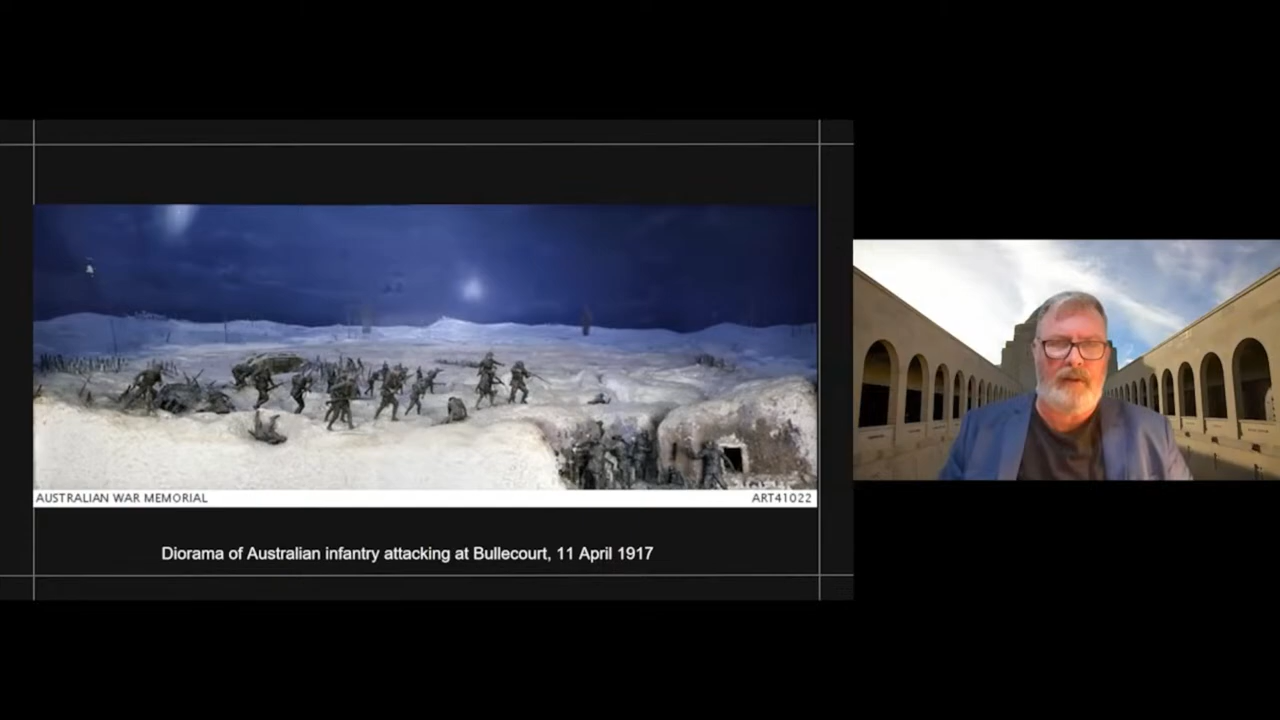 AUSTRALIAN WAR MEMORIAL ART41022
Diorama of Australian infantry attacking at Bullecourt, 11 April 1917